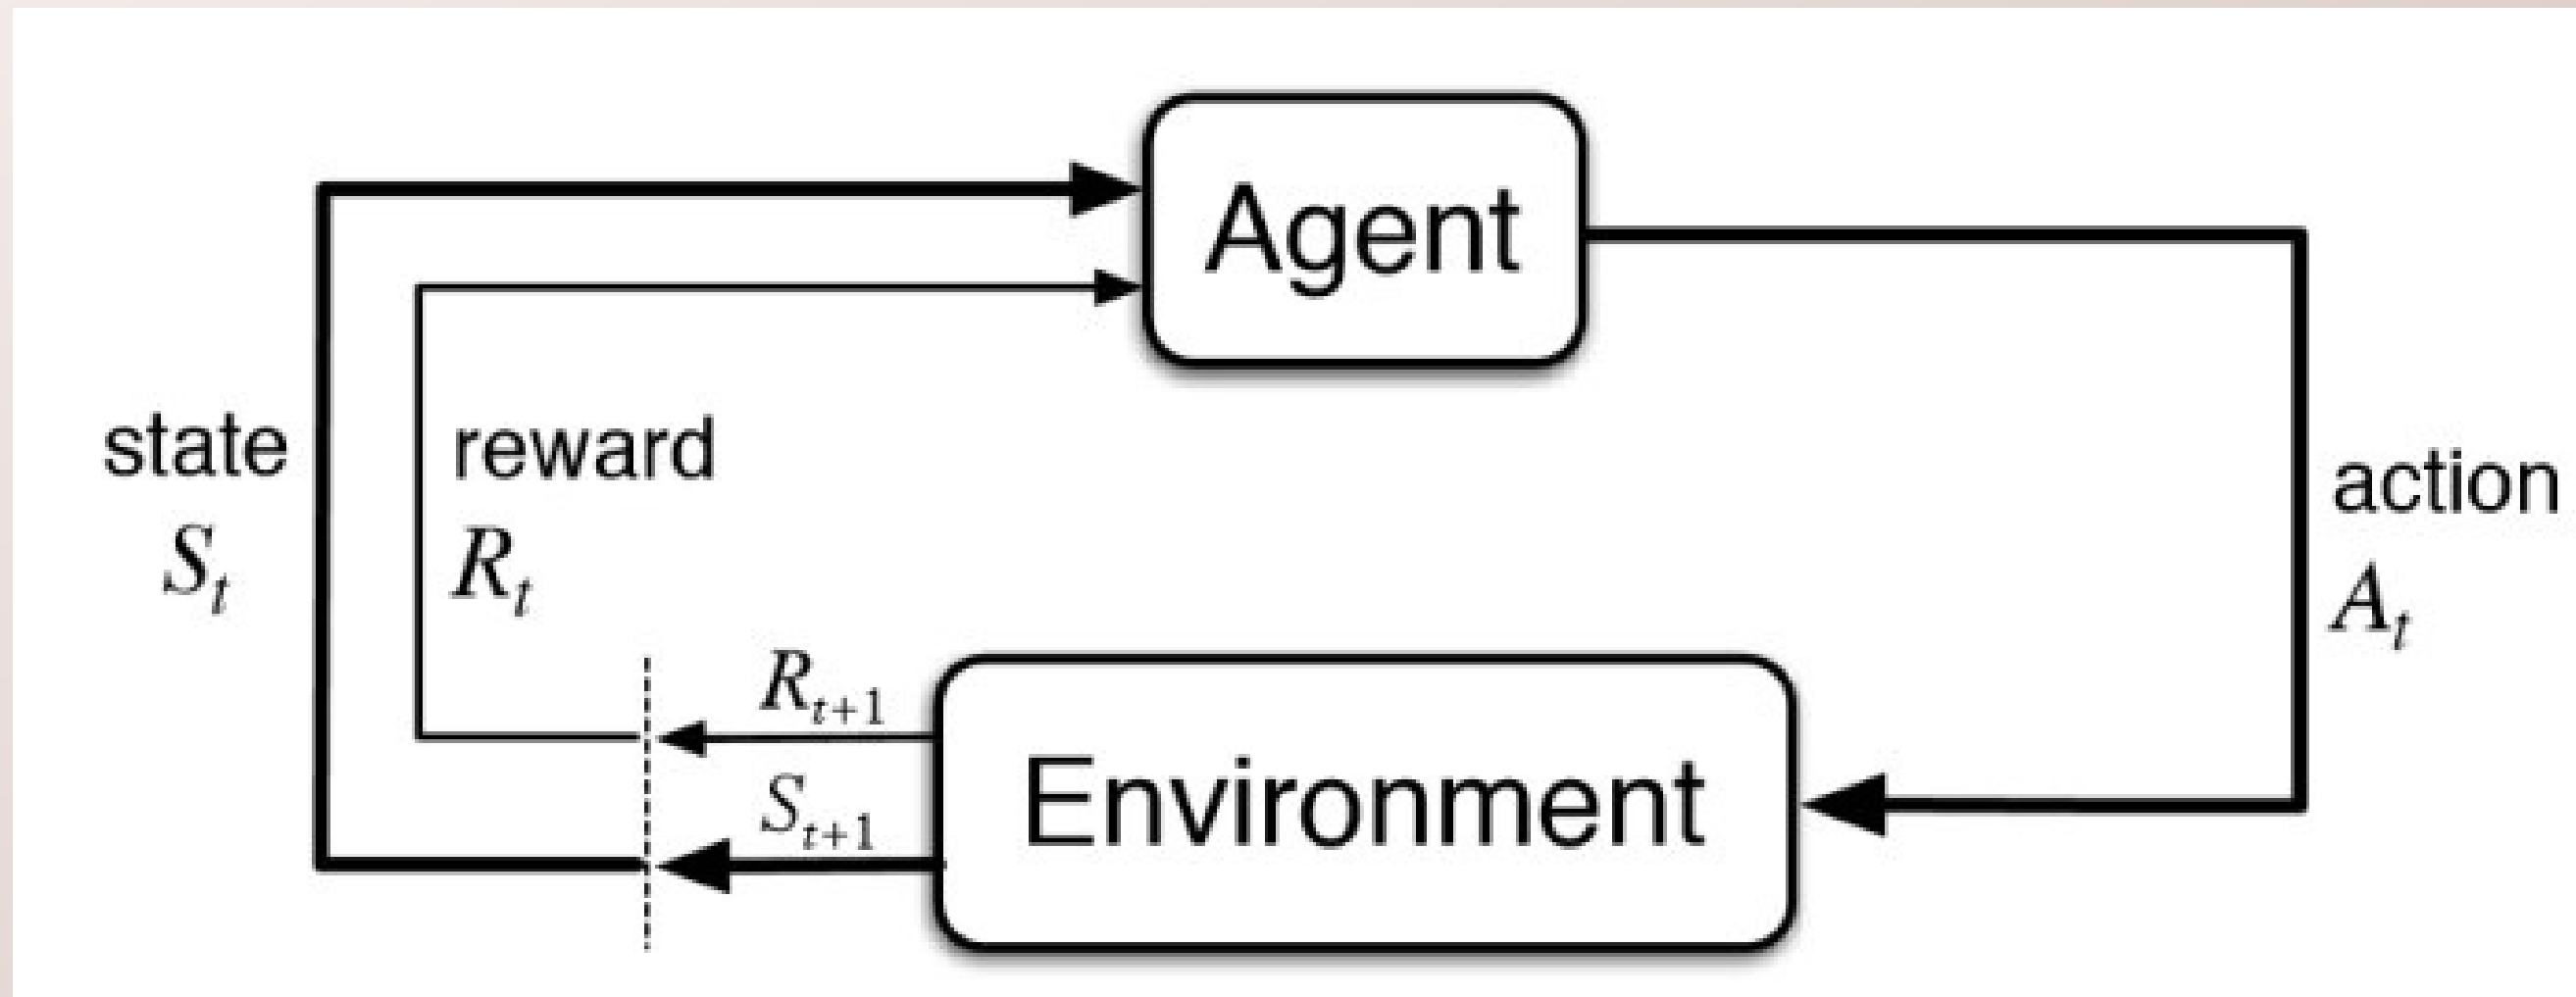 Agent
state
S_t
reward
R_t
action
A_t
R_{t+1}
S_{t+1}
Environment